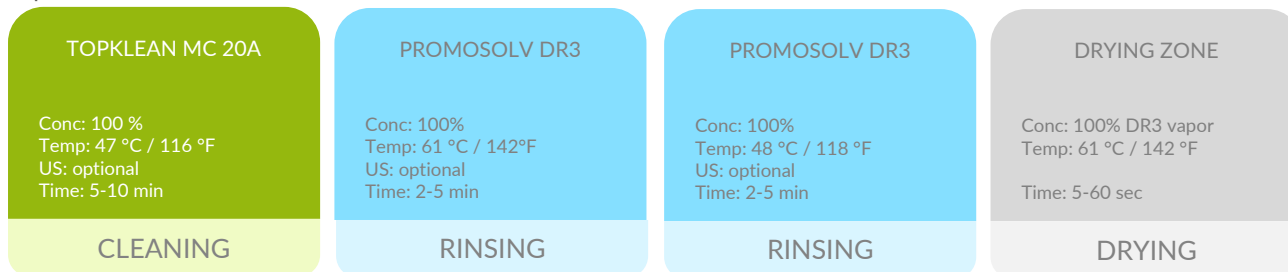 TOPKLEAN MC 20A
Conc: 100 %
Temp: 47 °C / 116 °F
US: optional
Time: 5-10 min
CLEANING
PROMOSOLV DR3
Conc: 100%
Temp: 61 °C / 142°F
US: optional
Time: 2-5 min
RINSING
PROMOSOLV DR3
Conc: 100%
Temp: 48 °C / 118 °F
US: optional
Time: 2-5 min
RINSING
DRYING ZONE
Conc: 100% DR3 vapor
Temp: 61 °C / 142 °F
Time: 5-60 sec
DRYING